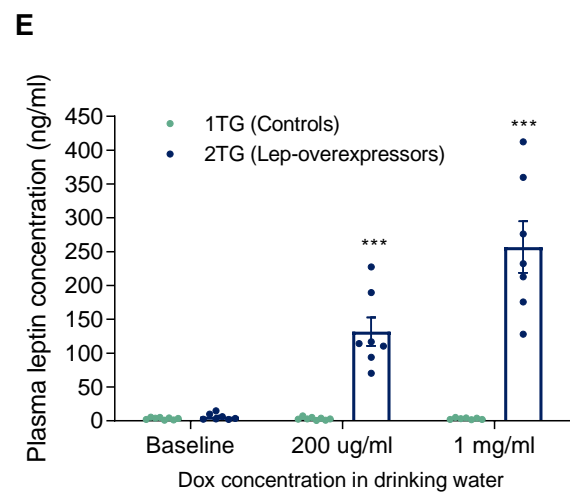 E
Plasma leptin concentration (ng/ml)
450
400
350
300
250
200
150
100
50
0
1TG (Controls)
2TG (Lep-overexpressors)
***
***
Baseline 200 ug/ml 1 mg/ml
Dox concentration in drinking water